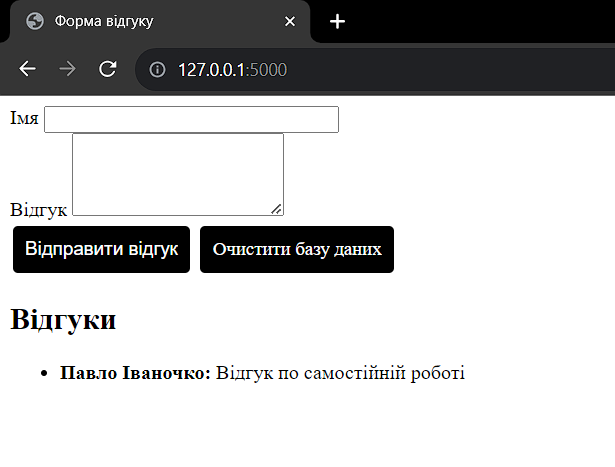 Форма відгуку
127.0.0.1:5000
Імя
Відгук
Відправити відгук Очистити базу даних
Відгуки
Павло Іваночко: Відгук по самостійній роботі